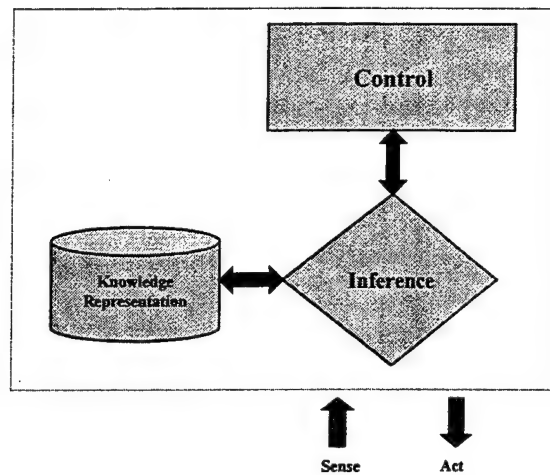 Control
Knowledge
Representation
Inference
Sense
Act